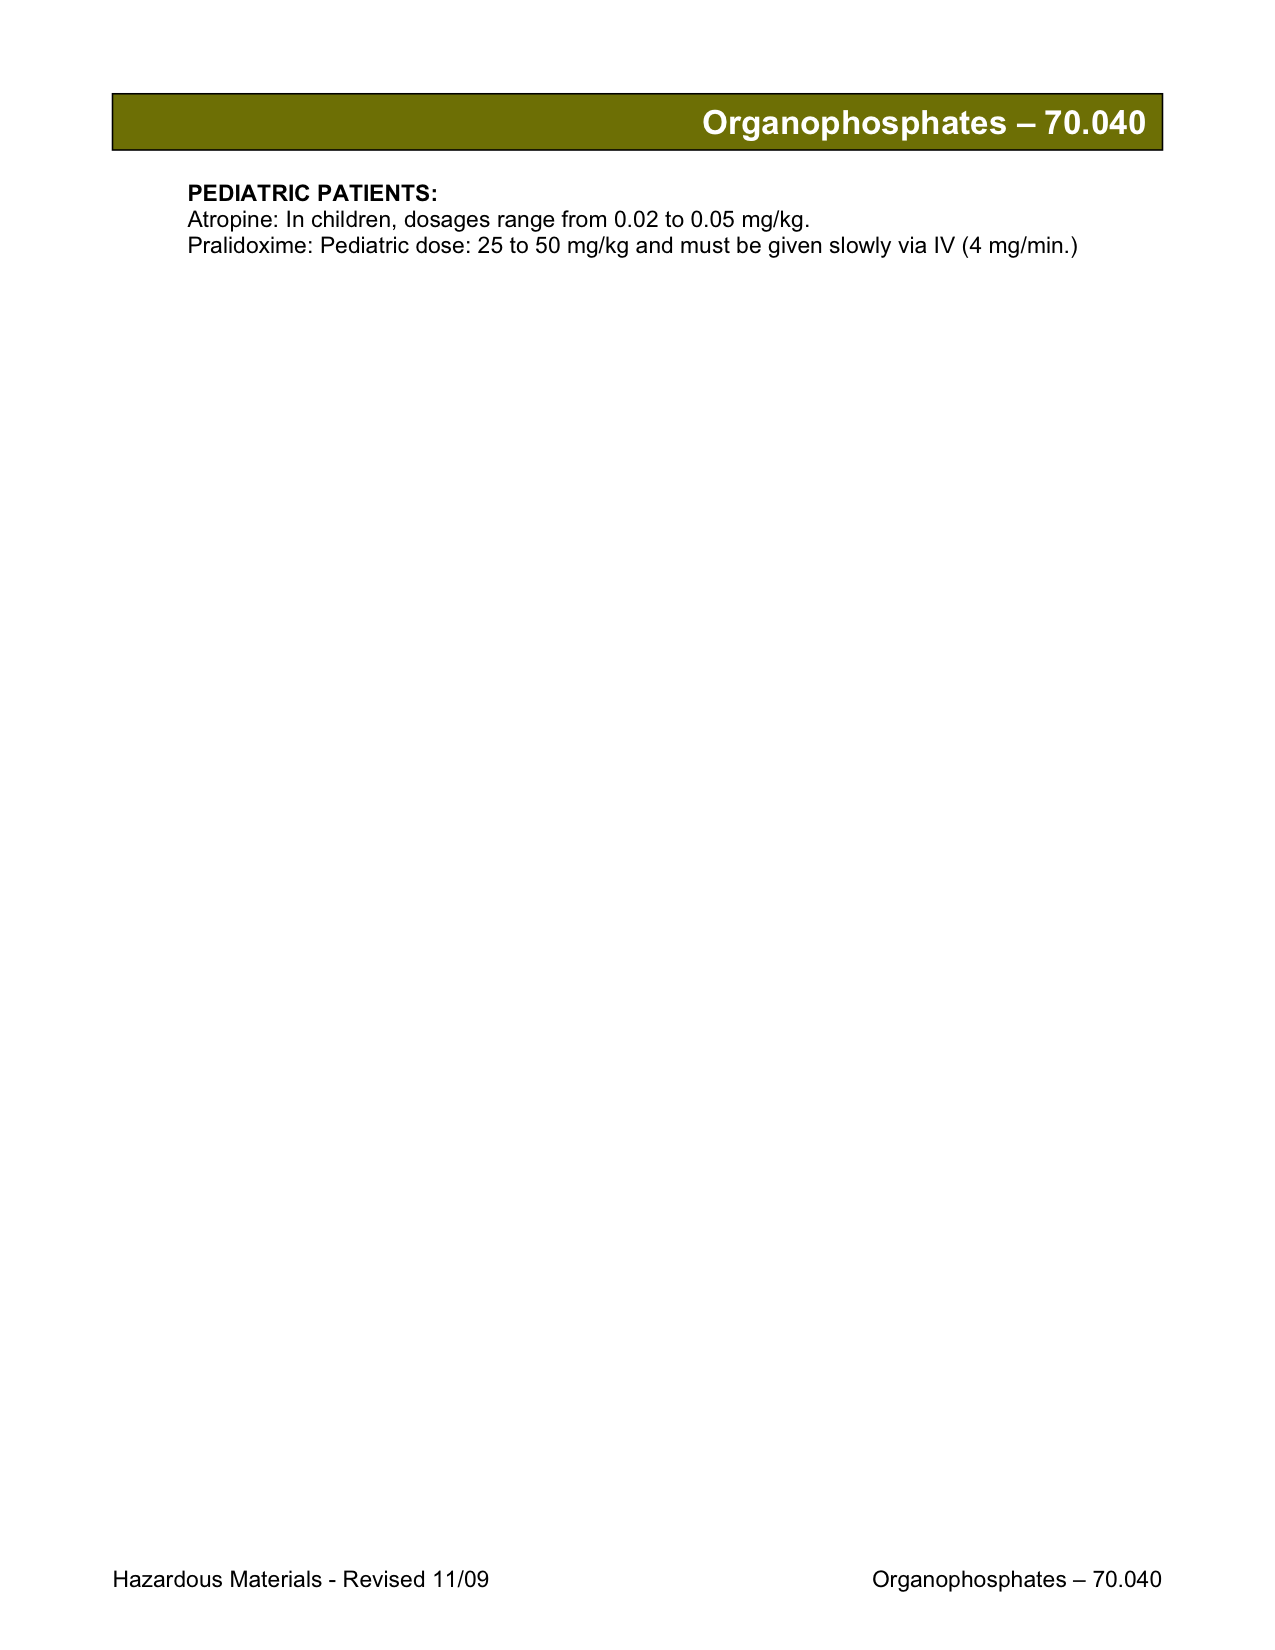 Organophosphates – 70.040
PEDIATRIC PATIENTS:
Atropine: In children, dosages range from 0.02 to 0.05 mg/kg.
Pralidoxime: Pediatric dose: 25 to 50 mg/kg and must be given slowly via IV (4 mg/min.)
Hazardous Materials - Revised 11/09
Organophosphates – 70.040